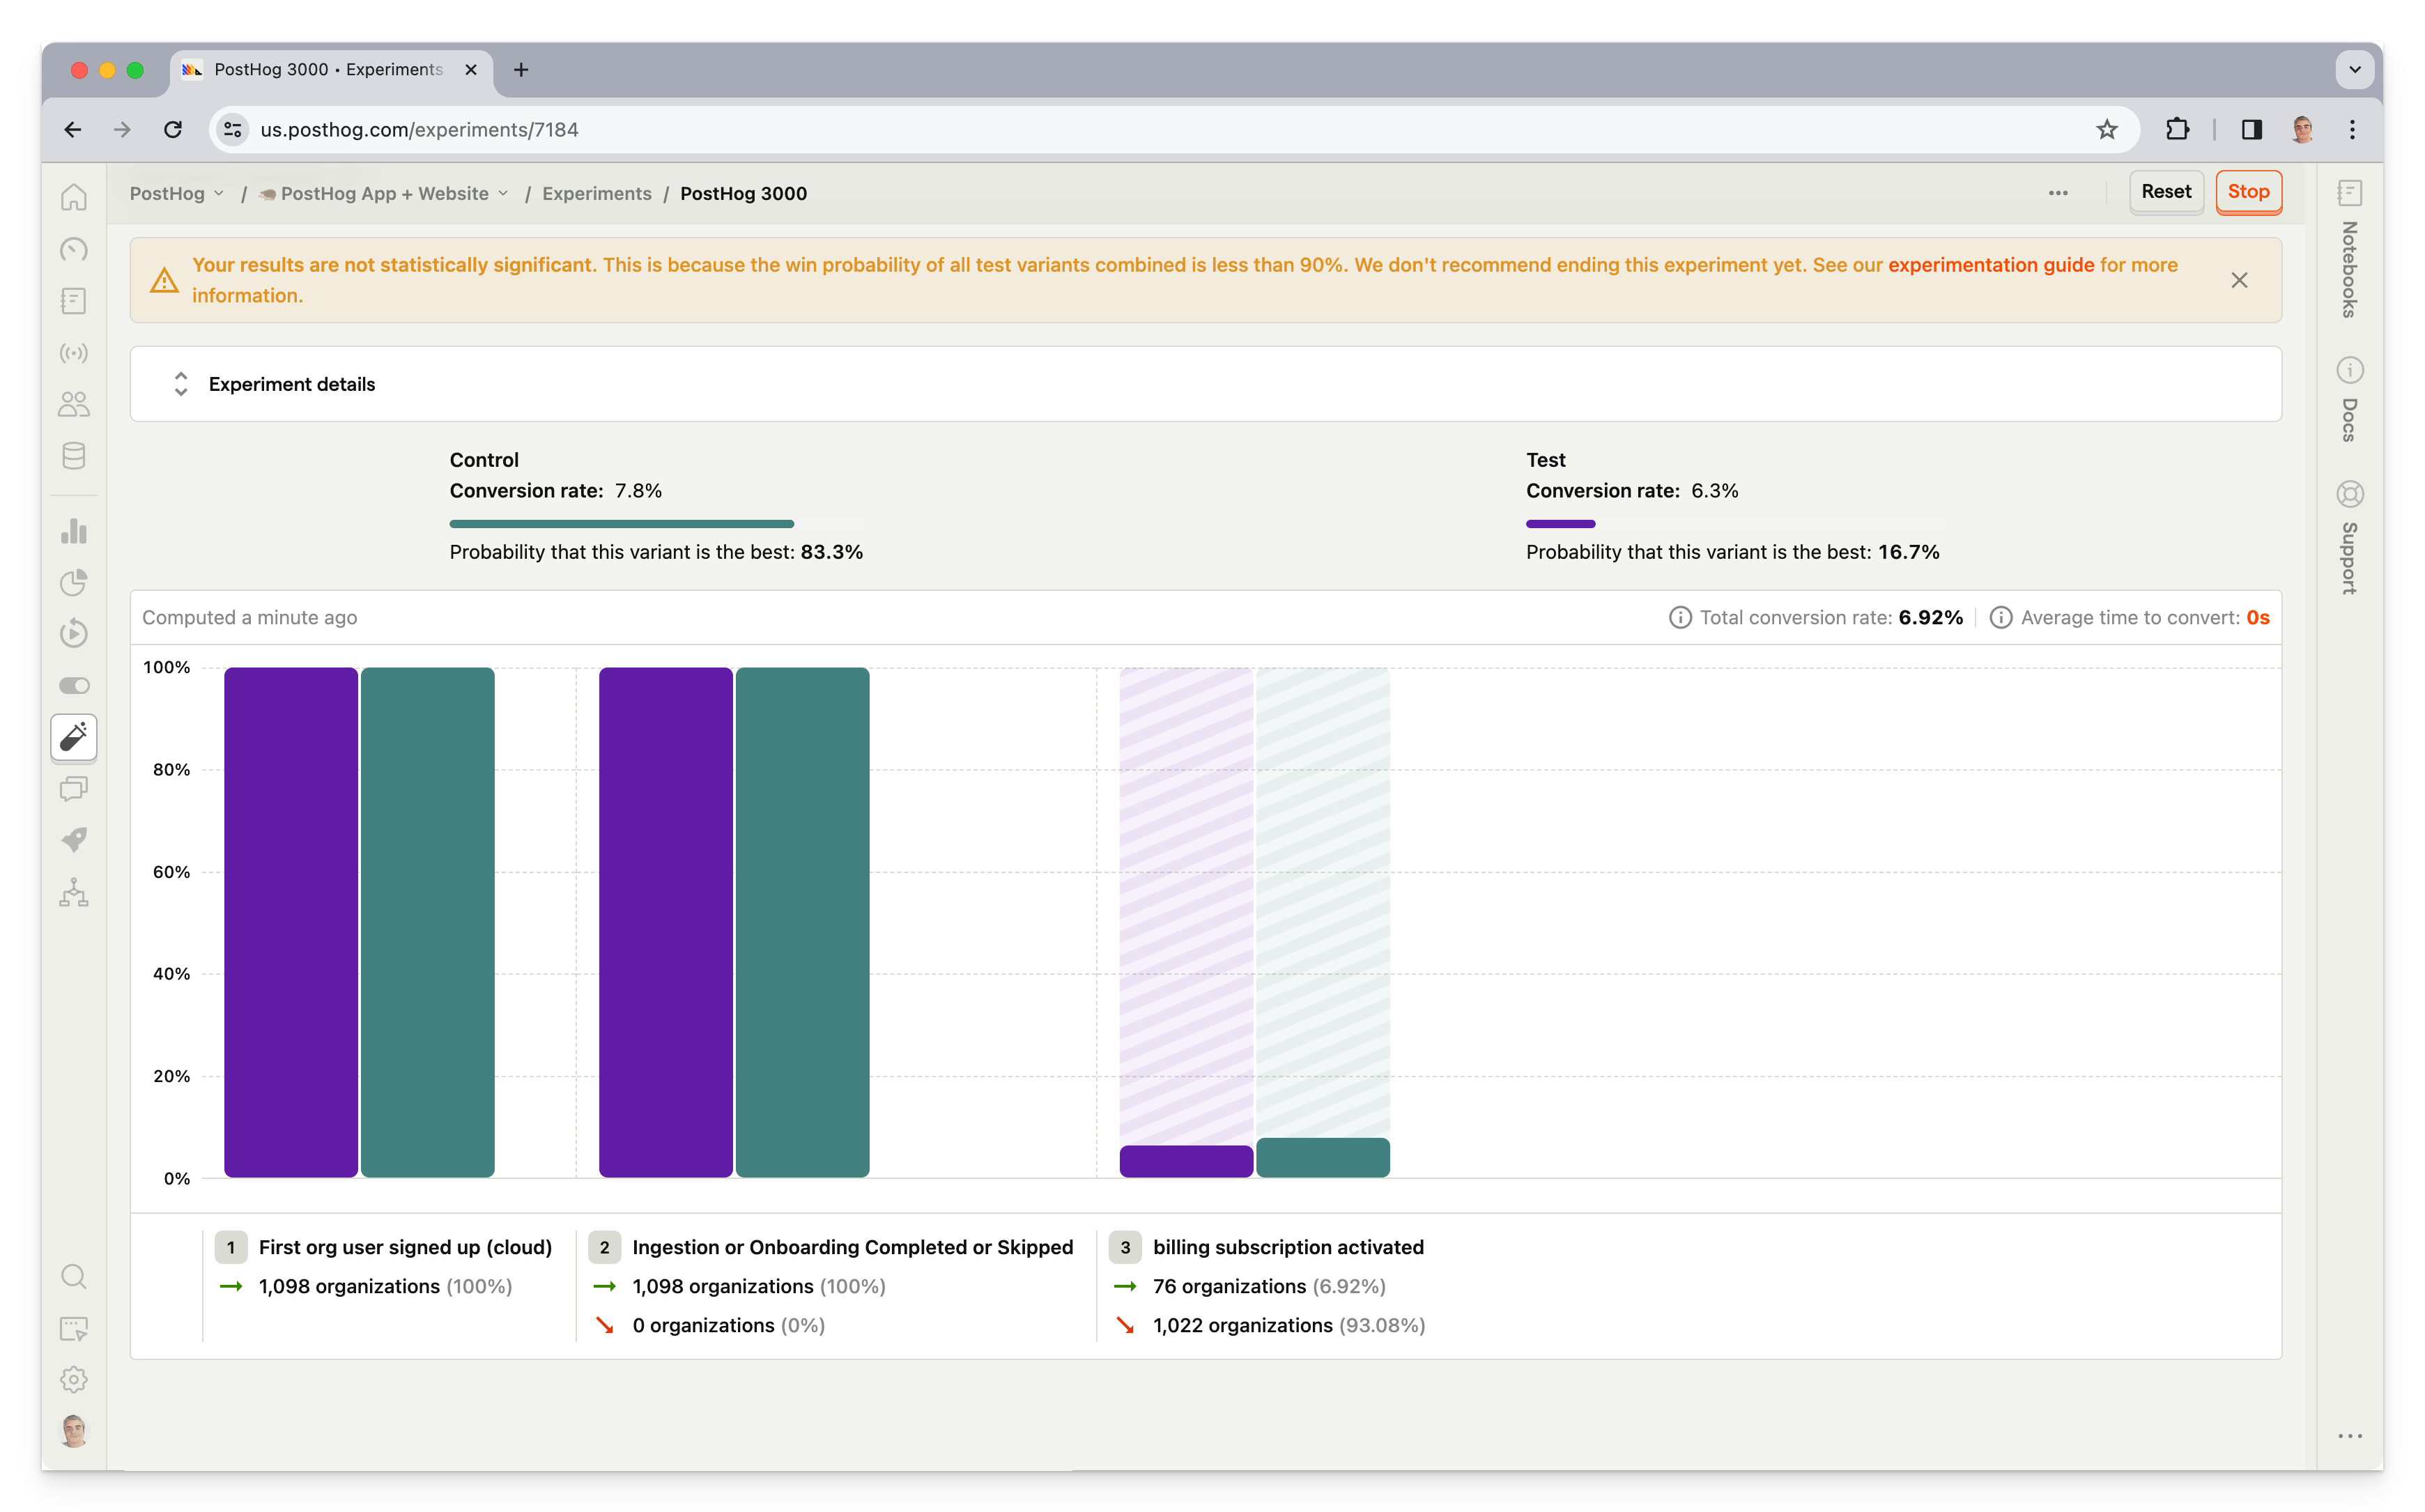 PostHog 3000 • Experiments
us.posthog.com/experiments/7184
PostHog / PostHog App + Website / Experiments / PostHog 3000
Reset
Stop
Your results are not statistically significant. This is because the win probability of all test variants combined is less than 90%. We don't recommend ending this experiment yet. See our experimentation guide for more
information.
Notebooks
Docs
Support
Experiment details
Control
Conversion rate: 7.8%
Probability that this variant is the best: 83.3%
Test
Conversion rate: 6.3%
Probability that this variant is the best: 16.7%
Computed a minute ago
Total conversion rate: 6.92%
Average time to convert: 0s
100%
80%
60%
40%
20%
0%
1 First org user signed up (cloud)
1,098 organizations (100%)
2 Ingestion or Onboarding Completed or Skipped
1,098 organizations (100%)
0 organizations (0%)
3 billing subscription activated
76 organizations (6.92%)
1,022 organizations (93.08%)